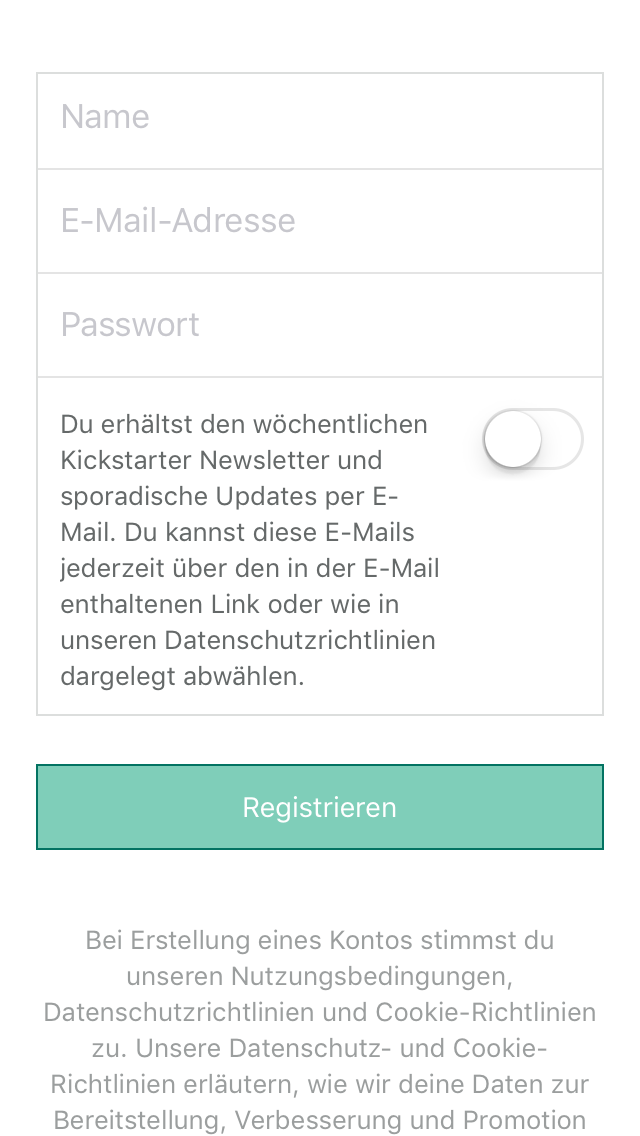 Name
E-Mail-Adresse
Passwort
Du erhältst den wöchentlichen
Kickstarter Newsletter und
sporadische Updates per E-
Mail. Du kannst diese E-Mails
jederzeit über den in der E-Mail
enthaltenen Link oder wie in
unseren Datenschutzrichtlinien
dargelegt abwählen.
Registrieren
Bei Erstellung eines Kontos stimmst du
unseren Nutzungsbedingungen,
Datenschutzrichtlinien und Cookie-Richtlinien
zu. Unsere Datenschutz- und Cookie-
Richtlinien erläutern, wie wir deine Daten zur
Bereitstellung, Verbesserung und Promotion